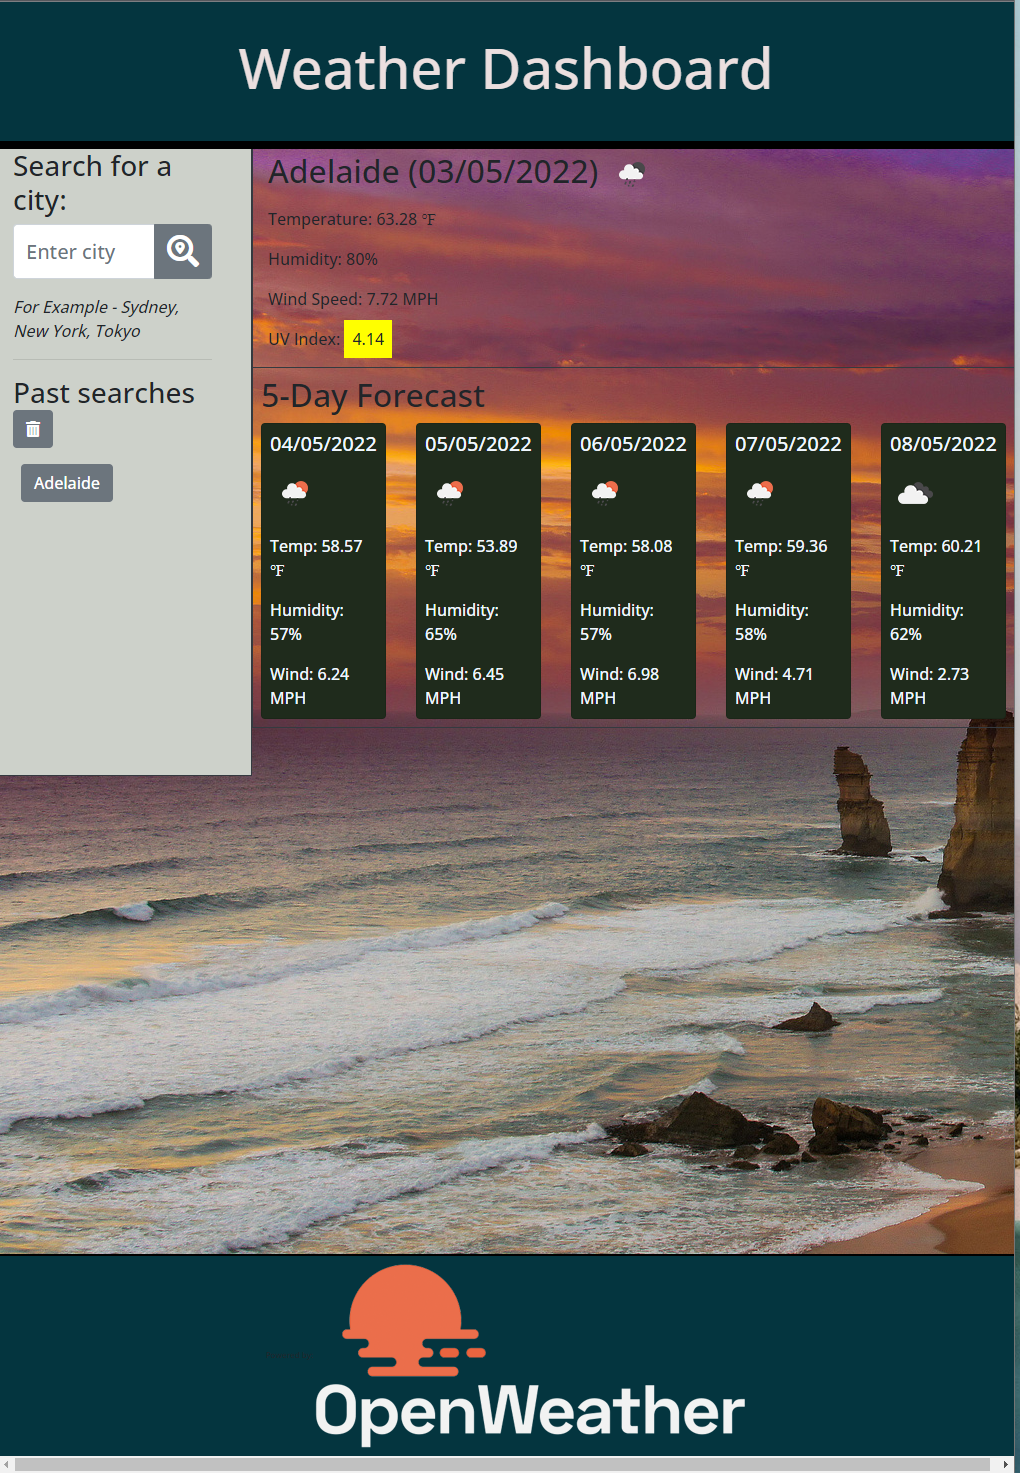 Weather Dashboard
Search for a
city:
Enter city
For Example - Sydney,
New York, Tokyo
Past searches
Adelaide
Adelaide (03/05/2022)
Temperature: 63.28 °F
Humidity: 80%
Wind Speed: 7.72 MPH
UV Index: 4.14
5-Day Forecast
04/05/2022
Temp: 58.57
°F
Humidity:
57%
Wind: 6.24
MPH
05/05/2022
Temp: 53.89
°F
Humidity:
65%
Wind: 6.45
MPH
06/05/2022
Temp: 58.08
°F
Humidity:
57%
Wind: 6.98
MPH
07/05/2022
Temp: 59.36
°F
Humidity:
58%
Wind: 4.71
MPH
08/05/2022
Temp: 60.21
°F
Humidity:
62%
Wind: 2.73
MPH
OpenWeather